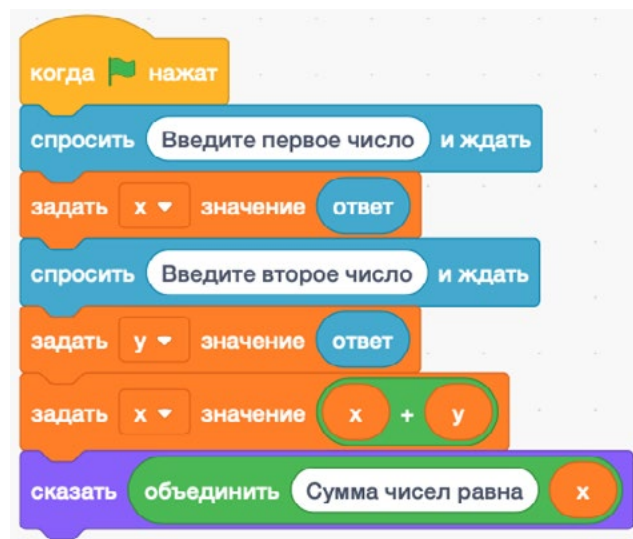 когда нажат
спросить Введите первое число и ждать
задать x значение ответ
спросить Введите второе число и ждать
задать y значение ответ
задать x значение x + y
сказать объединить Сумма чисел равна x